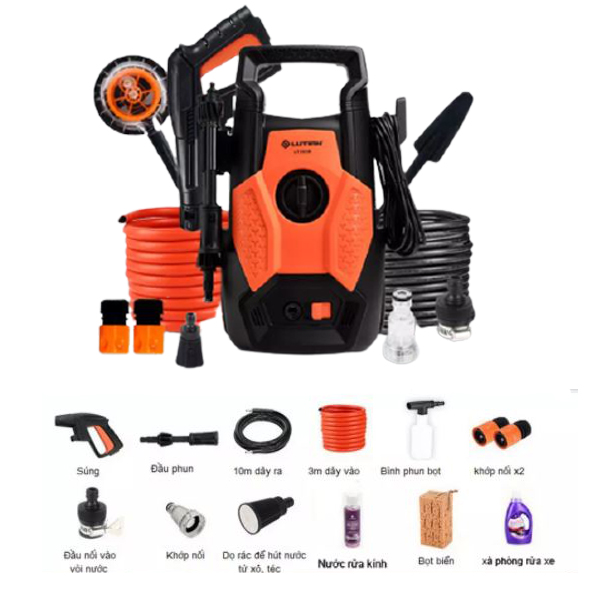 LUTIAN
Súng
Đầu phun
10m dây ra
3m dây vào
Bình phun bọt
khớp nối x2
Đầu nối vào
vòi nước
Khớp nối
Dọ rác để hút nước
từ xô, téc
Nước rửa kính
Bọt biển
xà phòng rửa xe